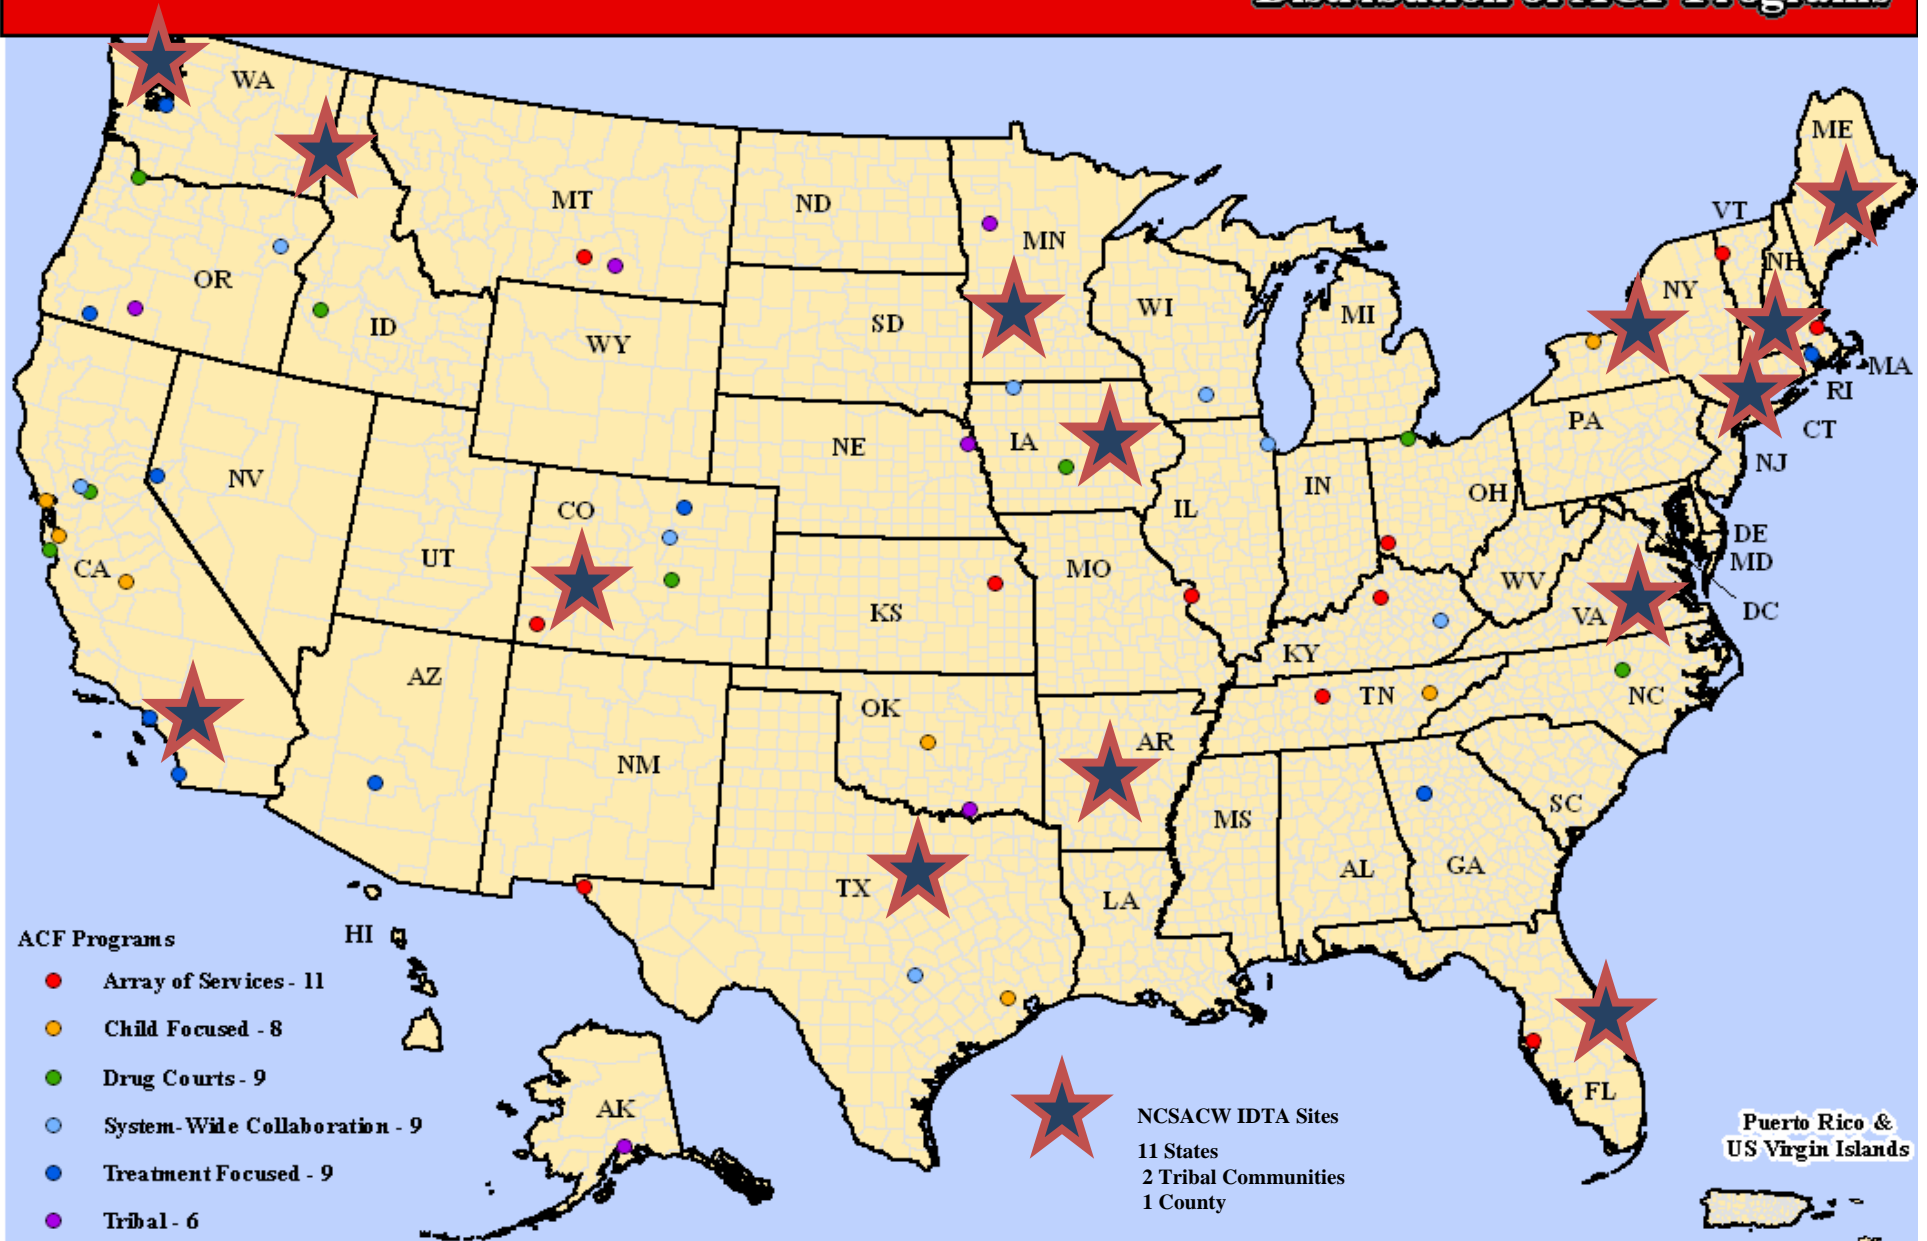 Distribution of ACF Programs
WA
ME
MT
ND
VT
MN
OR
NH
NY
ID
SD
WI
MI
WY
MA
RI
PA
CT
NE
IA
NV
NJ
IN
OH
CO
IL
DE
UT
MD
CA
MO
WV
DC
KS
VA
KY
AZ
TN
NC
OK
AR
NM
SC
MS
TX
AL
GA
LA
HI
ACF Programs
Array of Services - 11
Child Focused - 8
Drug Courts - 9
System-Wide Collaboration - 9
Treatment Focused - 9
Tribal - 6
AK
FL
NCSACW IDTA Sites
11 States
2 Tribal Communities
1 County
Puerto Rico &
US Virgin Islands